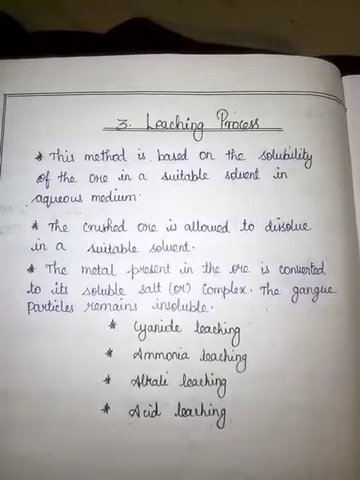 3. Leaching Process
* This method is based on the solubility
of the ore in a suitable solvent in
aqueous medium.
* The crushed ore is allowed to dissolve
in a suitable solvent.
* The metal present in the ore is converted
to its soluble salt (or) complex. The gangue
particles remains insoluble.
* Cyanide leaching
* Ammonia leaching
* Alkali leaching
* Acid leaching